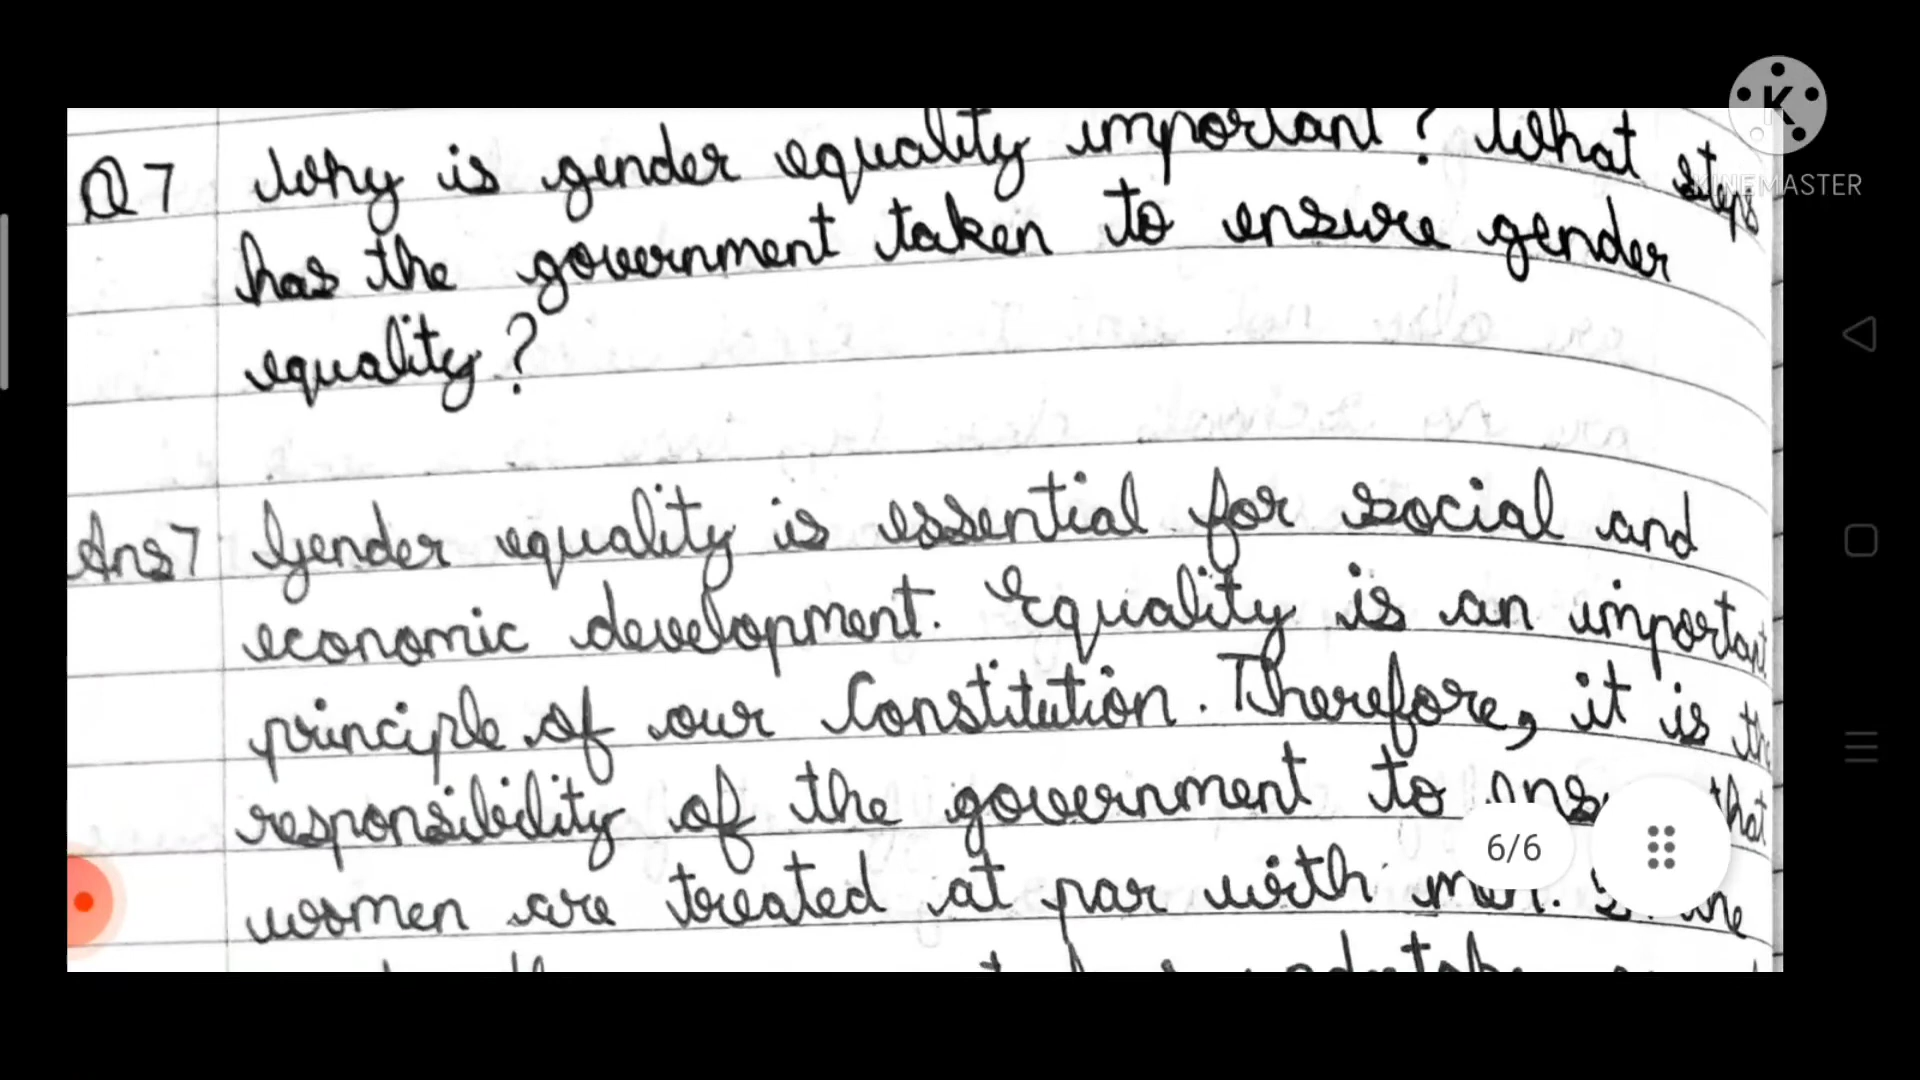 Q7 Why is gender equality important? What steps
has the government taken to ensure gender
equality?
Ans7 Gender equality is essential for social and
economic development. Equality is an important
principle of our Constitution. Therefore, it is the
responsibility of the government to that
women are treated at par with men.
KINEMASTER
6/6